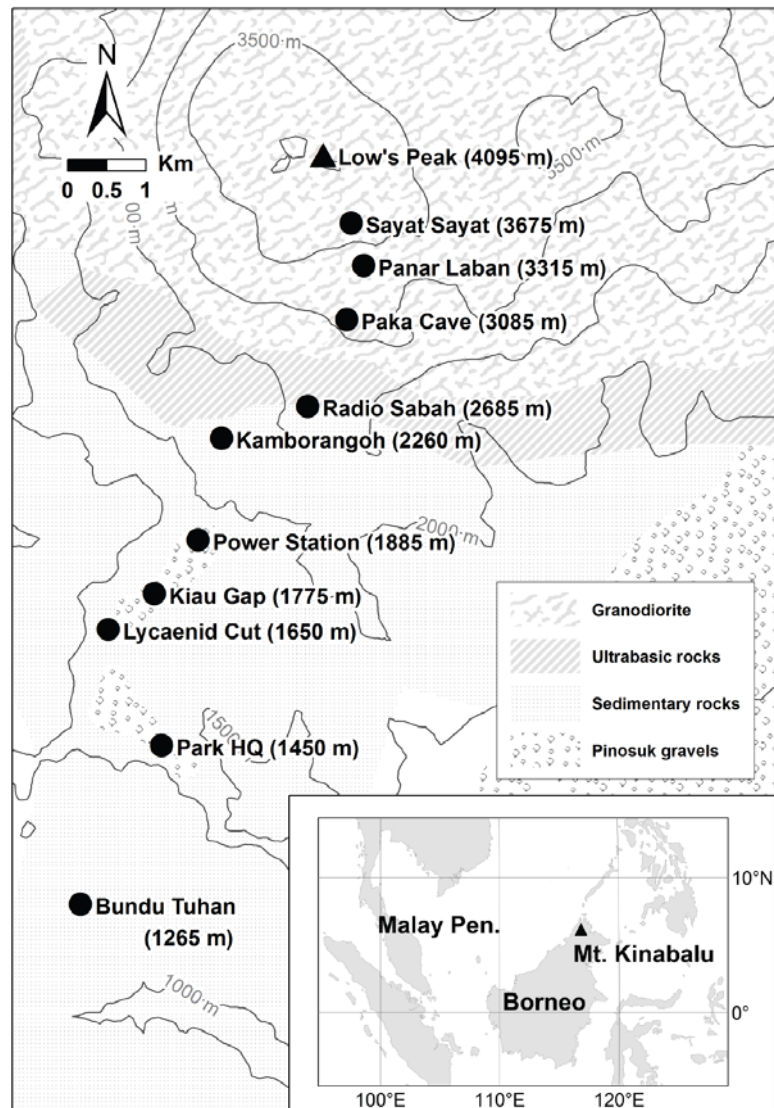 3500 m
N
Km
0 0.5 1
Low's Peak (4095 m)
3500 m
00 m
m
Sayat Sayat (3675 m)
Panar Laban (3315 m)
Paka Cave (3085 m)
Radio Sabah (2685 m)
Kamborangoh (2260 m)
2000 m
Power Station (1885 m)
Kiau Gap (1775 m)
Lycaenid Cut (1650 m)
1500
Park HQ (1450 m)
Granodiorite
Ultrabasic rocks
Sedimentary rocks
Pinosuk gravels
Bundu Tuhan
(1265 m)
1000 m
10°N
Malay Pen.
Mt. Kinabalu
Borneo
0°
100°E 110°E 120°E